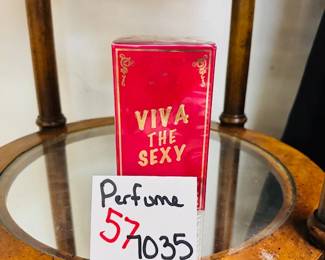 VIVA
THE
SEXY
Perfume
57
7035